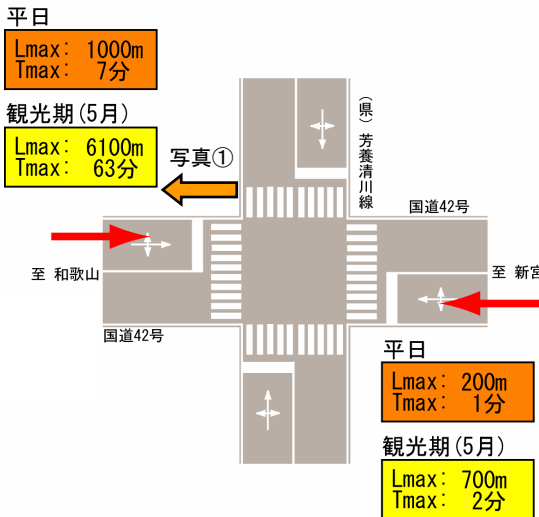 平日
Lmax: 1000m
Tmax: 7分
観光期(5月)
Lmax: 6100m
Tmax: 63分
写真①
(県)芳養清川線
国道42号
至 和歌山
至 新宮
国道42号
平日
Lmax: 200m
Tmax: 1分
観光期(5月)
Lmax: 700m
Tmax: 2分